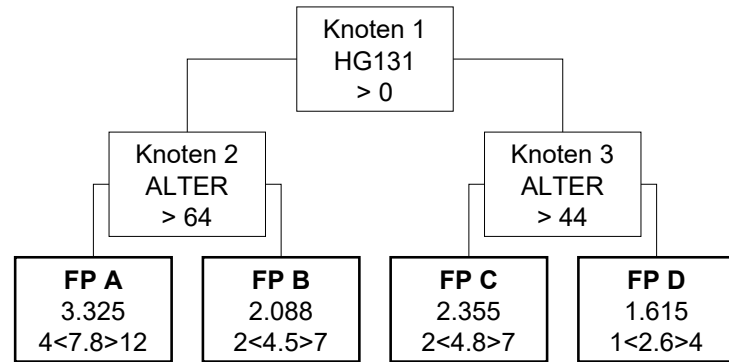 Knoten 1
HG131
> 0
Knoten 2
ALTER
> 64
Knoten 3
ALTER
> 44
FP A
3.325
4<7.8>12
FP B
2.088
2<4.5>7
FP C
2.355
2<4.8>7
FP D
1.615
1<2.6>4